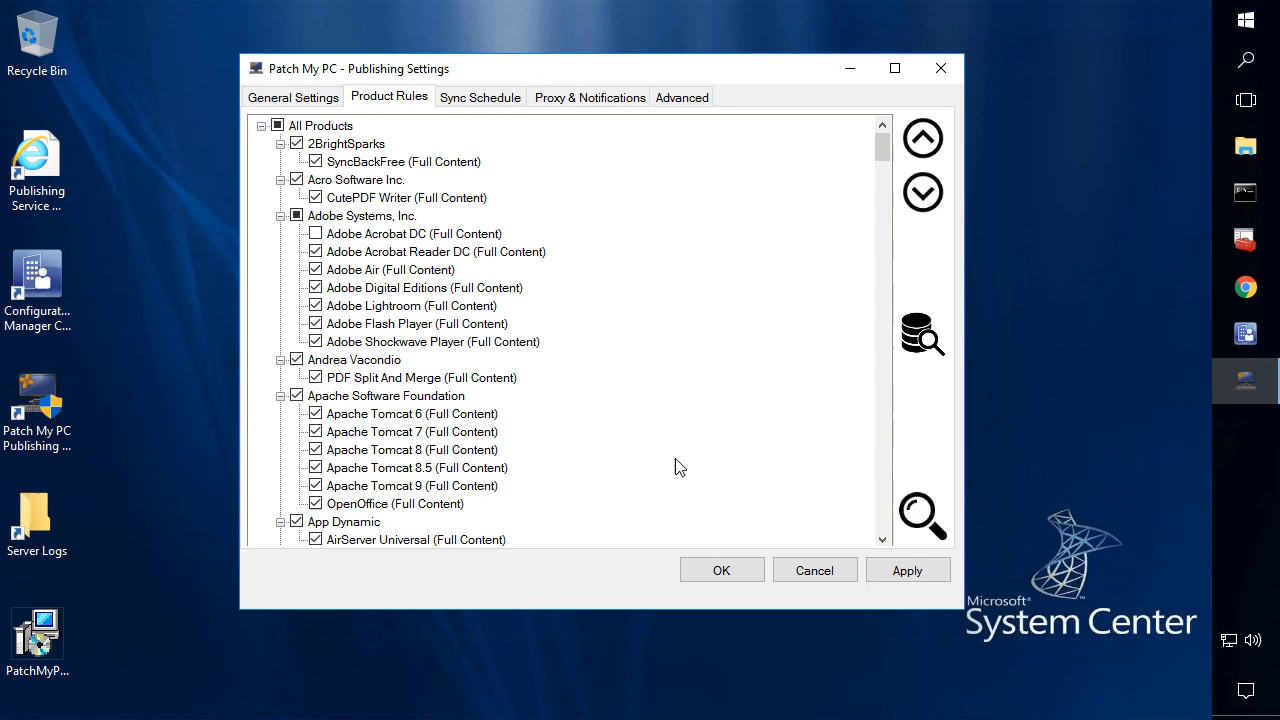 Recycle Bin
Publishing
Service ...
Configurat...
Manager C...
Patch My PC
Publishing ...
Server Logs
PatchMyP...
Patch My PC - Publishing Settings
General Settings
Product Rules
Sync Schedule
Proxy & Notifications
Advanced
All Products
2BrightSparks
SyncBackFree (Full Content)
Acro Software Inc.
CutePDF Writer (Full Content)
Adobe Systems, Inc.
Adobe Acrobat DC (Full Content)
Adobe Acrobat Reader DC (Full Content)
Adobe Air (Full Content)
Adobe Digital Editions (Full Content)
Adobe Lightroom (Full Content)
Adobe Flash Player (Full Content)
Adobe Shockwave Player (Full Content)
Andrea Vacondio
PDF Split And Merge (Full Content)
Apache Software Foundation
Apache Tomcat 6 (Full Content)
Apache Tomcat 7 (Full Content)
Apache Tomcat 8 (Full Content)
Apache Tomcat 8.5 (Full Content)
Apache Tomcat 9 (Full Content)
OpenOffice (Full Content)
App Dynamic
AirServer Universal (Full Content)
OK
Cancel
Apply
Microsoft®
System Center